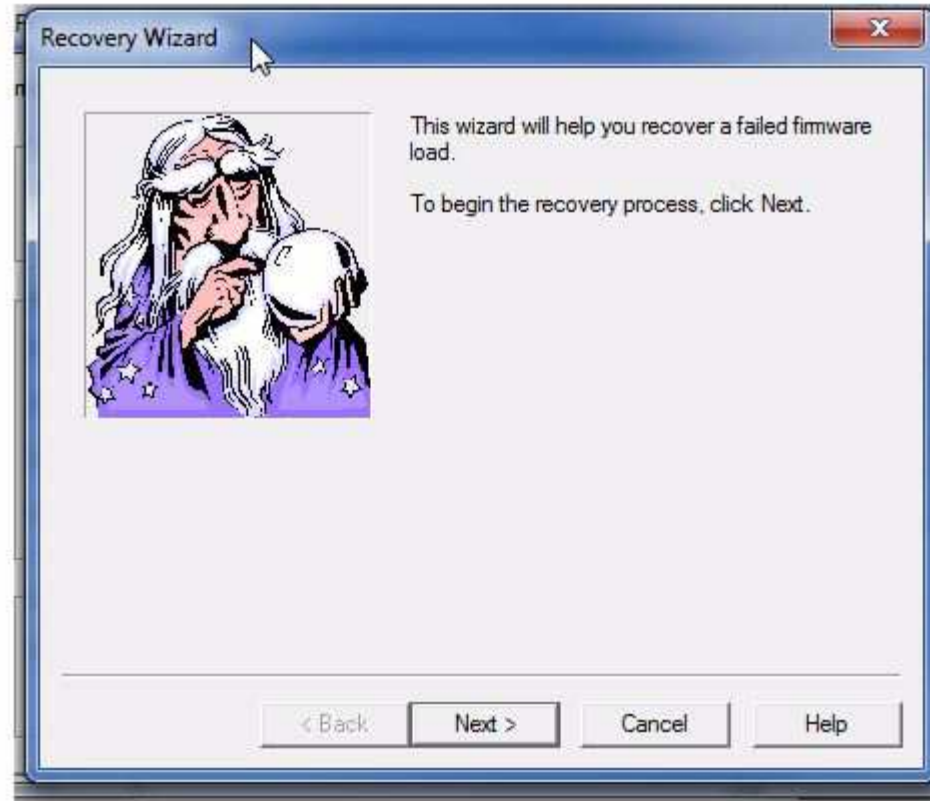 Recovery Wizard
This wizard will help you recover a failed firmware
load.
To begin the recovery process, click Next.
< Back
Next >
Cancel
Help